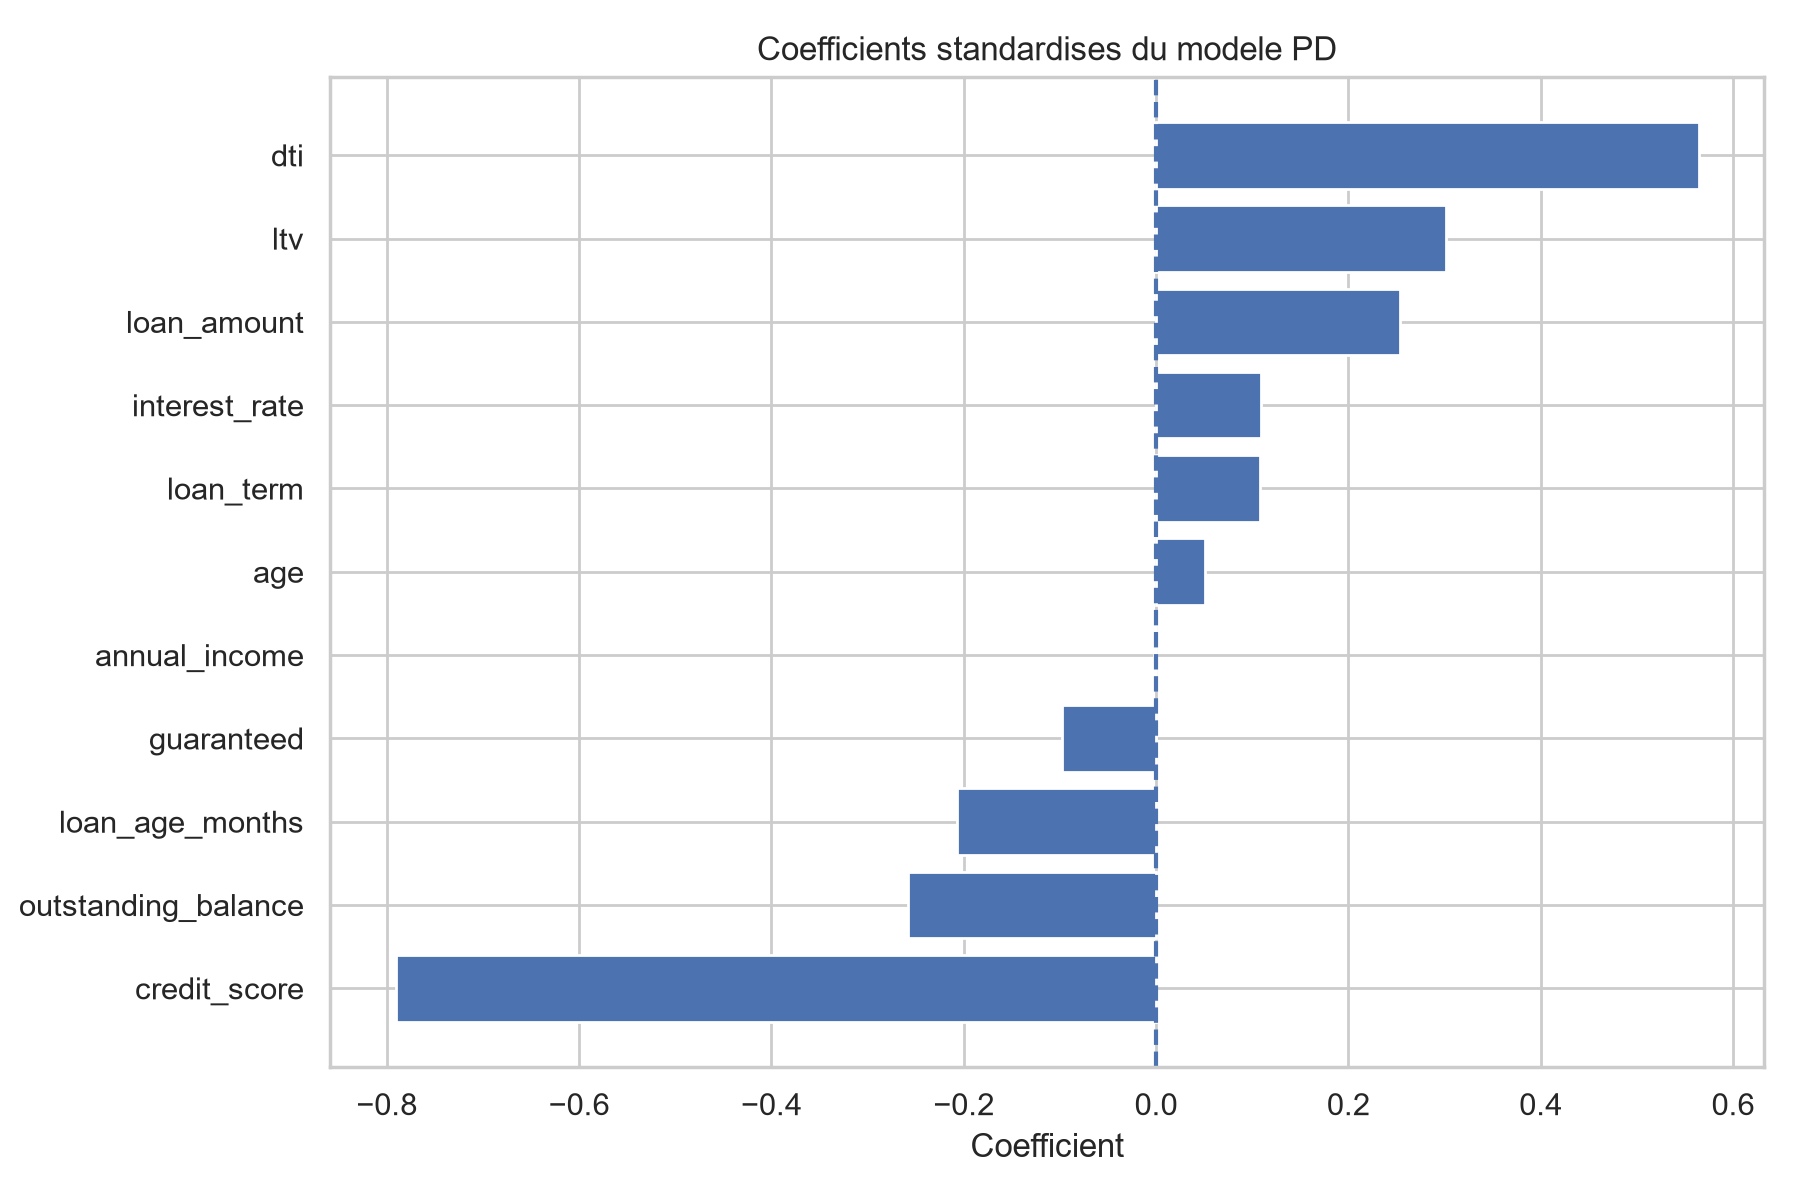 Coefficients standardises du modele PD
dti
ltv
loan_amount
interest_rate
loan_term
age
annual_income
guaranteed
loan_age_months
outstanding_balance
credit_score
−0.8 −0.6 −0.4 −0.2 0.0 0.2 0.4 0.6
Coefficient